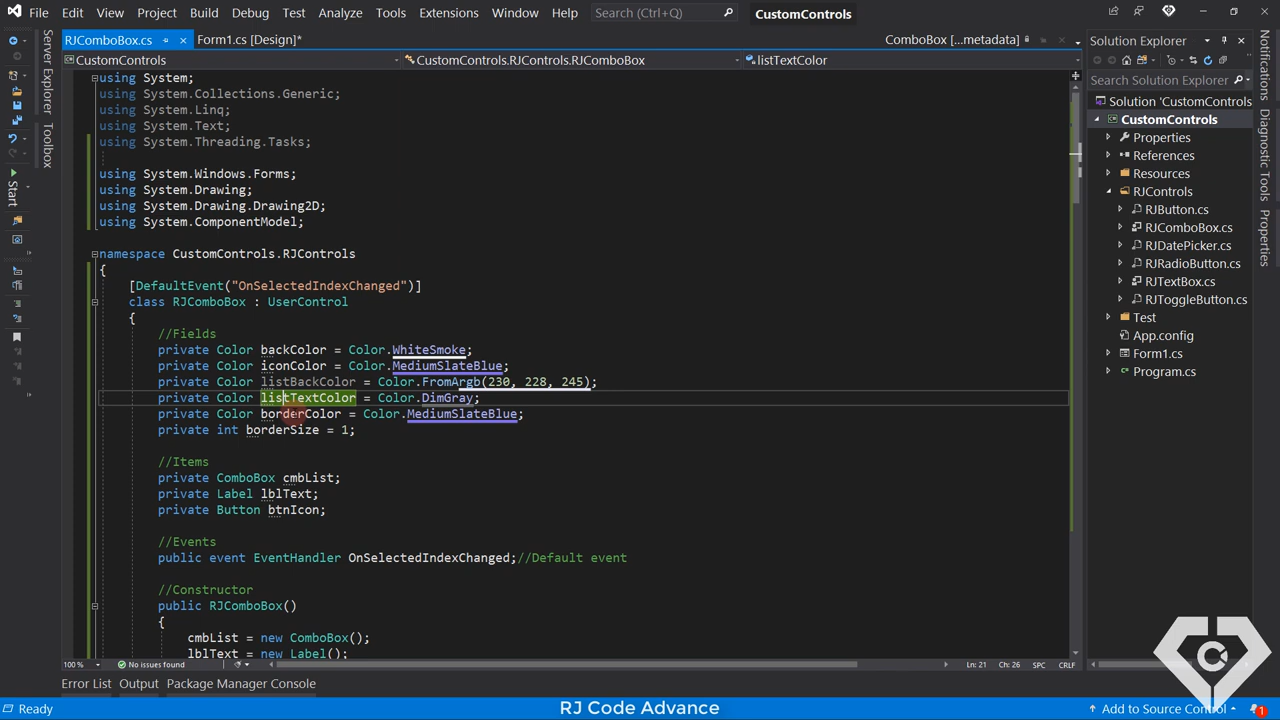 File Edit View Project Build Debug Test Analyze Tools Extensions Window Help Search (Ctrl+Q) CustomControls
RJComboBox.cs Form1.cs [Design]* ComboBox [...metadata]
CustomControls CustomControls.RJControls.RJComboBox listTextColor
Server Explorer
Toolbox
Start
using System;
using System.Collections.Generic;
using System.Linq;
using System.Text;
using System.Threading.Tasks;
using System.Windows.Forms;
using System.Drawing;
using System.Drawing.Drawing2D;
using System.ComponentModel;
namespace CustomControls.RJControls
{
[DefaultEvent("OnSelectedIndexChanged")]
class RJComboBox : UserControl
{
//Fields
private Color backColor = Color.WhiteSmoke;
private Color iconColor = Color.MediumSlateBlue;
private Color listBackColor = Color.FromArgb(230, 228, 245);
private Color listTextColor = Color.DimGray;
private Color borderColor = Color.MediumSlateBlue;
private int borderSize = 1;
//Items
private ComboBox cmbList;
private Label lblText;
private Button btnIcon;
//Events
public event EventHandler OnSelectedIndexChanged;//Default event
//Constructor
public RJComboBox()
{
cmbList = new ComboBox();
lblText = new Label();
100 % No issues found Ln: 21 Ch: 26 SPC CRLF
Error List Output Package Manager Console
Solution Explorer
Search Solution Explorer
Solution 'CustomControls
CustomControls
Properties
References
Resources
RJControls
RJButton.cs
RJComboBox.cs
RJDatePicker.cs
RJRadioButton.cs
RJTextBox.cs
RJToggleButton.cs
Test
App.config
Form1.cs
Program.cs
Notifications
Diagnostic Tools
Properties
Ready RJ Code Advance Add to Source Control 1